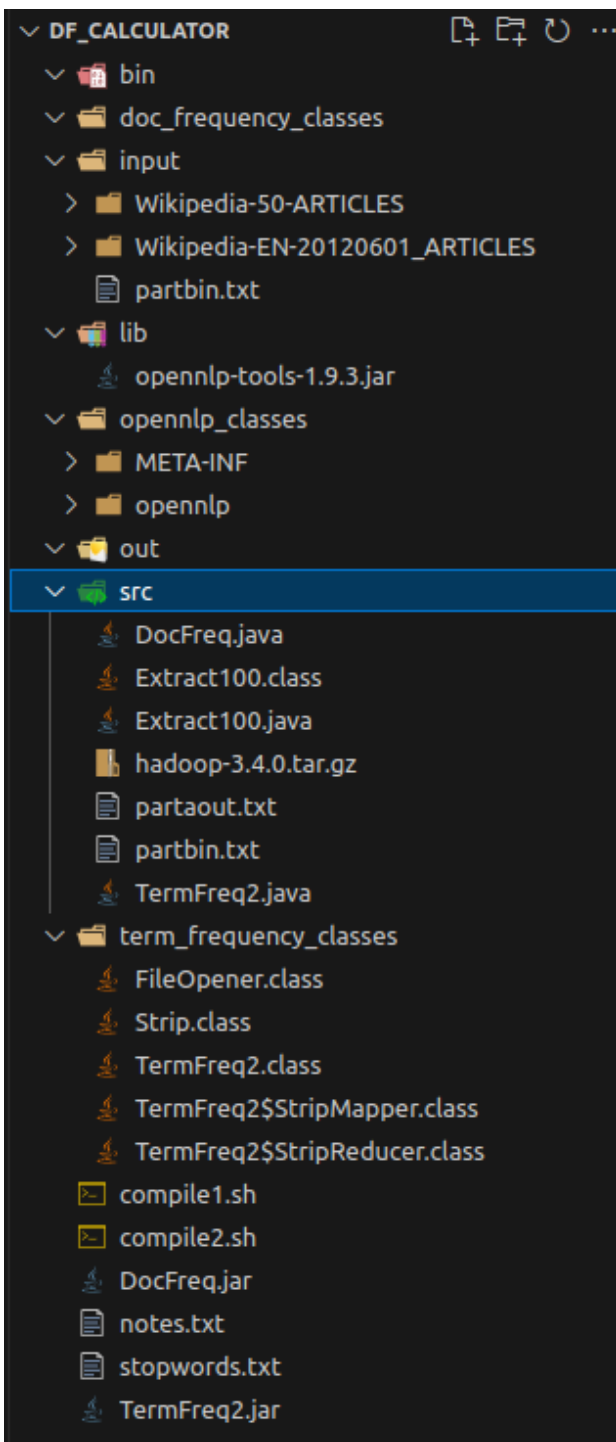 DF_CALCULATOR
bin
doc_frequency_classes
input
Wikipedia-50-ARTICLES
Wikipedia-EN-20120601_ARTICLES
partbin.txt
lib
opennlp-tools-1.9.3.jar
opennlp_classes
META-INF
opennlp
out
src
DocFreq.java
Extract100.class
Extract100.java
hadoop-3.4.0.tar.gz
partaout.txt
partbin.txt
TermFreq2.java
term_frequency_classes
FileOpener.class
Strip.class
TermFreq2.class
TermFreq2$StripMapper.class
TermFreq2$StripReducer.class
compile1.sh
compile2.sh
DocFreq.jar
notes.txt
stopwords.txt
TermFreq2.jar